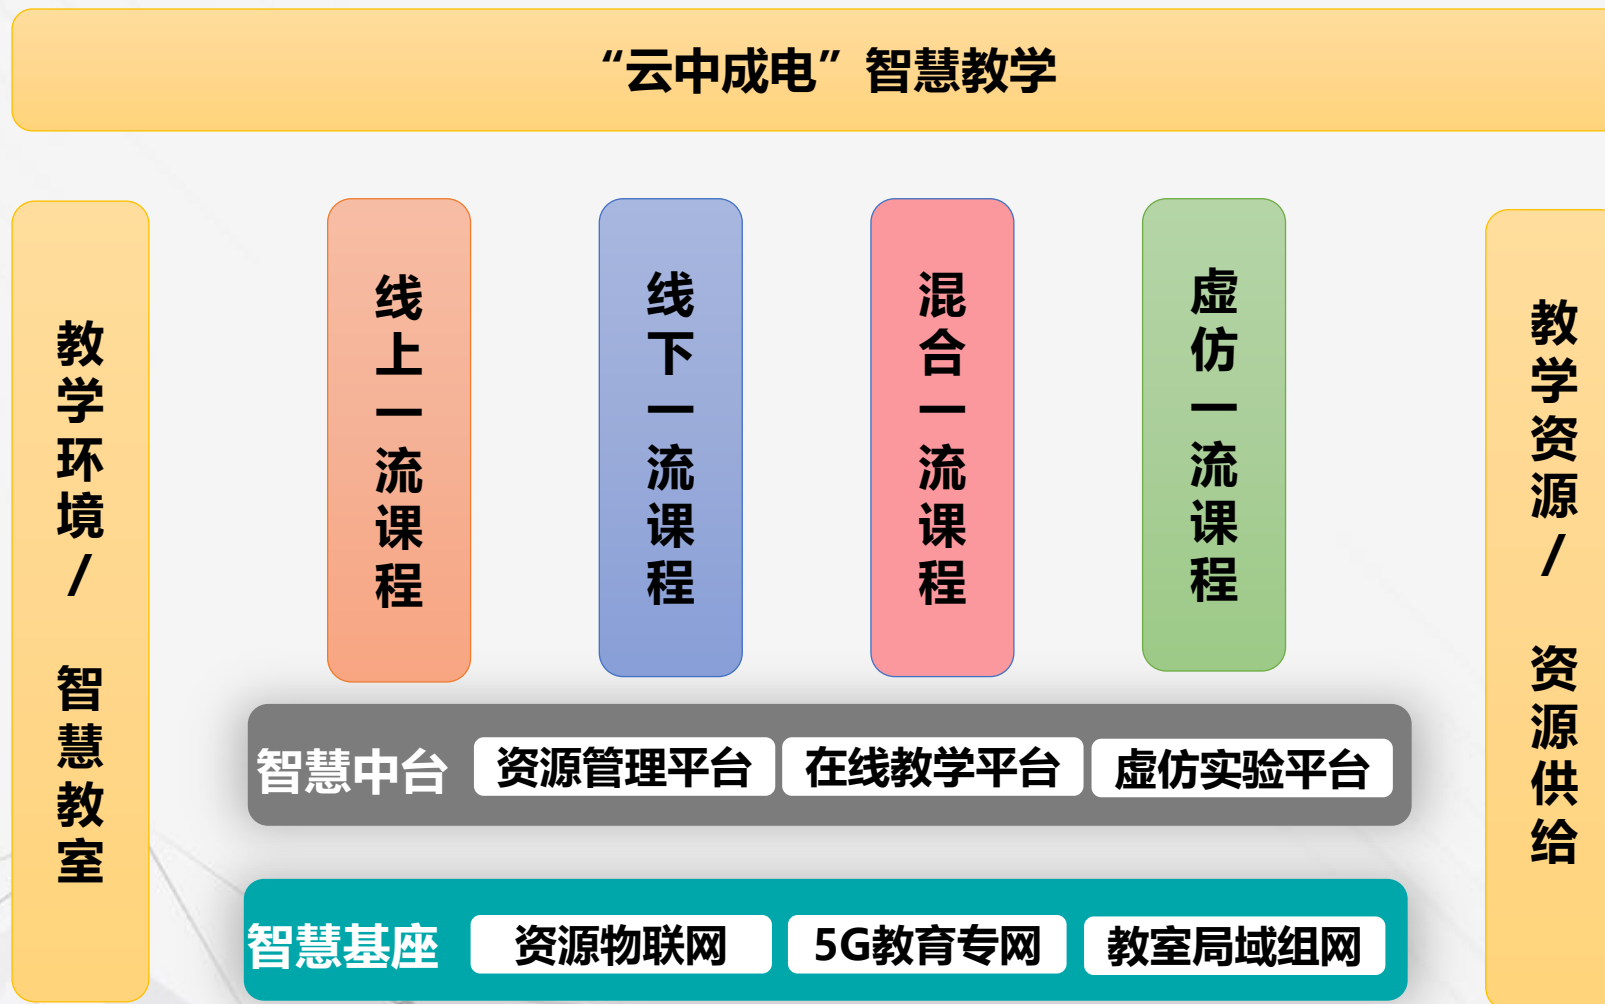 “云中成电”智慧教学
教学环境/ 智慧教室
线上一流课程
线下一流课程
混合一流课程
虚仿一流课程
教学资源/ 资源供给
智慧中台
资源管理平台
在线教学平台
虚仿实验平台
智慧基座
资源物联网
5G教育专网
教室局域组网